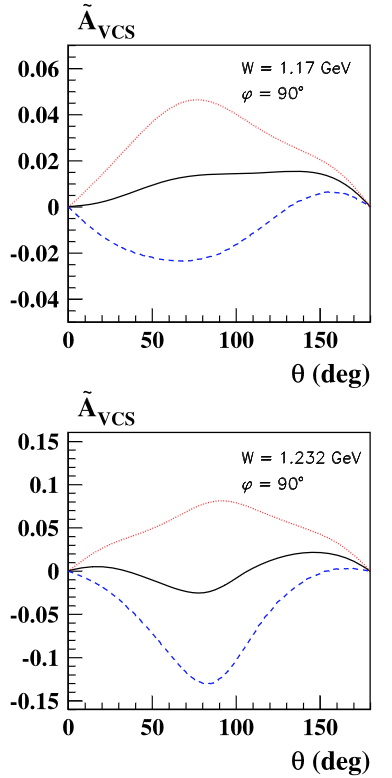 Ã_VCS
0.06
W = 1.17 GeV
φ = 90°
0.04
0.02
0
-0.02
-0.04
0 50 100 150
θ (deg)
Ã_VCS
0.15
W = 1.232 GeV
0.1
φ = 90°
0.05
0
-0.05
-0.1
-0.15
0 50 100 150
θ (deg)